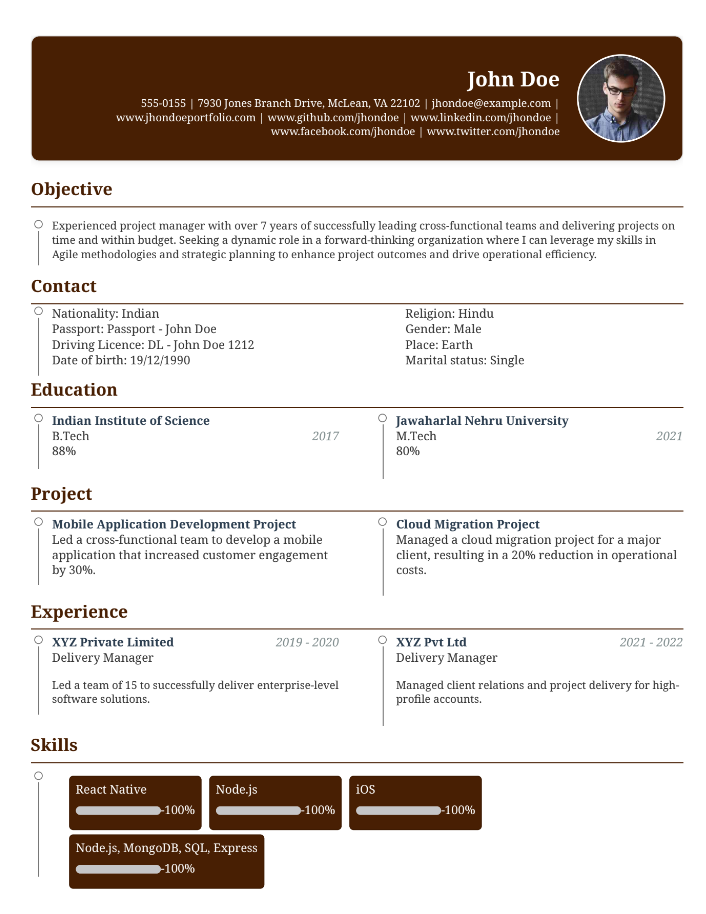 John Doe
555-0155 | 7930 Jones Branch Drive, McLean, VA 22102 | jhondoe@example.com |
www.jhondoeportfolio.com | www.github.com/jhondoe | www.linkedin.com/jhondoe |
www.facebook.com/jhondoe | www.twitter.com/jhondoe
Objective
Experienced project manager with over 7 years of successfully leading cross-functional teams and delivering projects on
time and within budget. Seeking a dynamic role in a forward-thinking organization where I can leverage my skills in
Agile methodologies and strategic planning to enhance project outcomes and drive operational efficiency.
Contact
Nationality: Indian
Passport: Passport - John Doe
Driving Licence: DL - John Doe 1212
Date of birth: 19/12/1990
Religion: Hindu
Gender: Male
Place: Earth
Marital status: Single
Education
Indian Institute of Science
B.Tech 2017
88%
Jawaharlal Nehru University
M.Tech 2021
80%
Project
Mobile Application Development Project
Led a cross-functional team to develop a mobile
application that increased customer engagement
by 30%.
Cloud Migration Project
Managed a cloud migration project for a major
client, resulting in a 20% reduction in operational
costs.
Experience
XYZ Private Limited 2019 - 2020
Delivery Manager
Led a team of 15 to successfully deliver enterprise-level
software solutions.
XYZ Pvt Ltd 2021 - 2022
Delivery Manager
Managed client relations and project delivery for high-
profile accounts.
Skills
React Native
-100%
Node.js
-100%
iOS
-100%
Node.js, MongoDB, SQL, Express
-100%